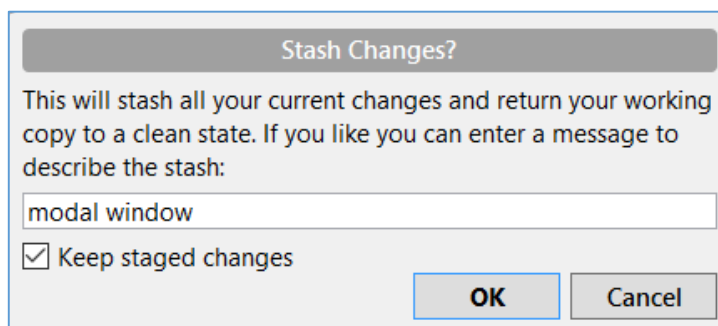 Stash Changes?
This will stash all your current changes and return your working
copy to a clean state. If you like you can enter a message to
describe the stash:
modal window
Keep staged changes
OK Cancel